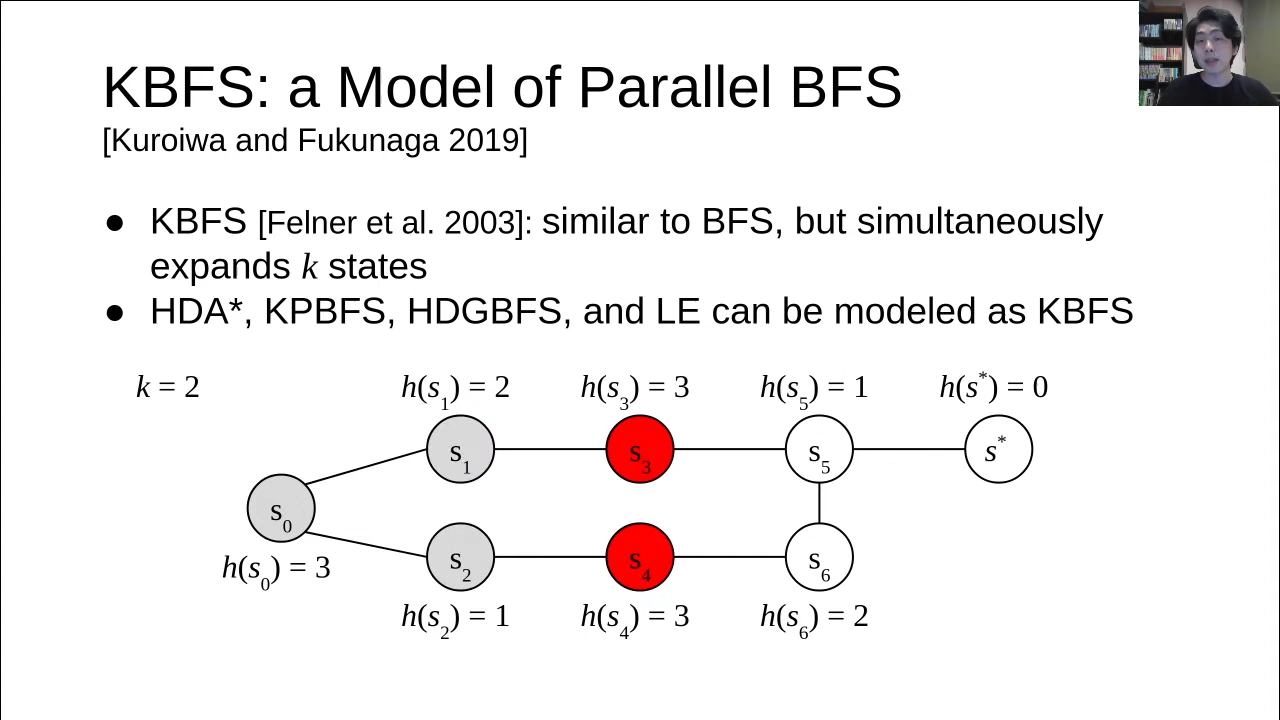 KBFS: a Model of Parallel BFS
[Kuroiwa and Fukunaga 2019]
● KBFS [Felner et al. 2003]: similar to BFS, but simultaneously
expands k states
● HDA*, KPBFS, HDGBFS, and LE can be modeled as KBFS
k = 2 h(s₁) = 2 h(s₃) = 3 h(s₅) = 1 h(s*) = 0
s₁ s₃ s₅ s*
s₀
s₂ s₄ s₆
h(s₀) = 3
h(s₂) = 1 h(s₄) = 3 h(s₆) = 2